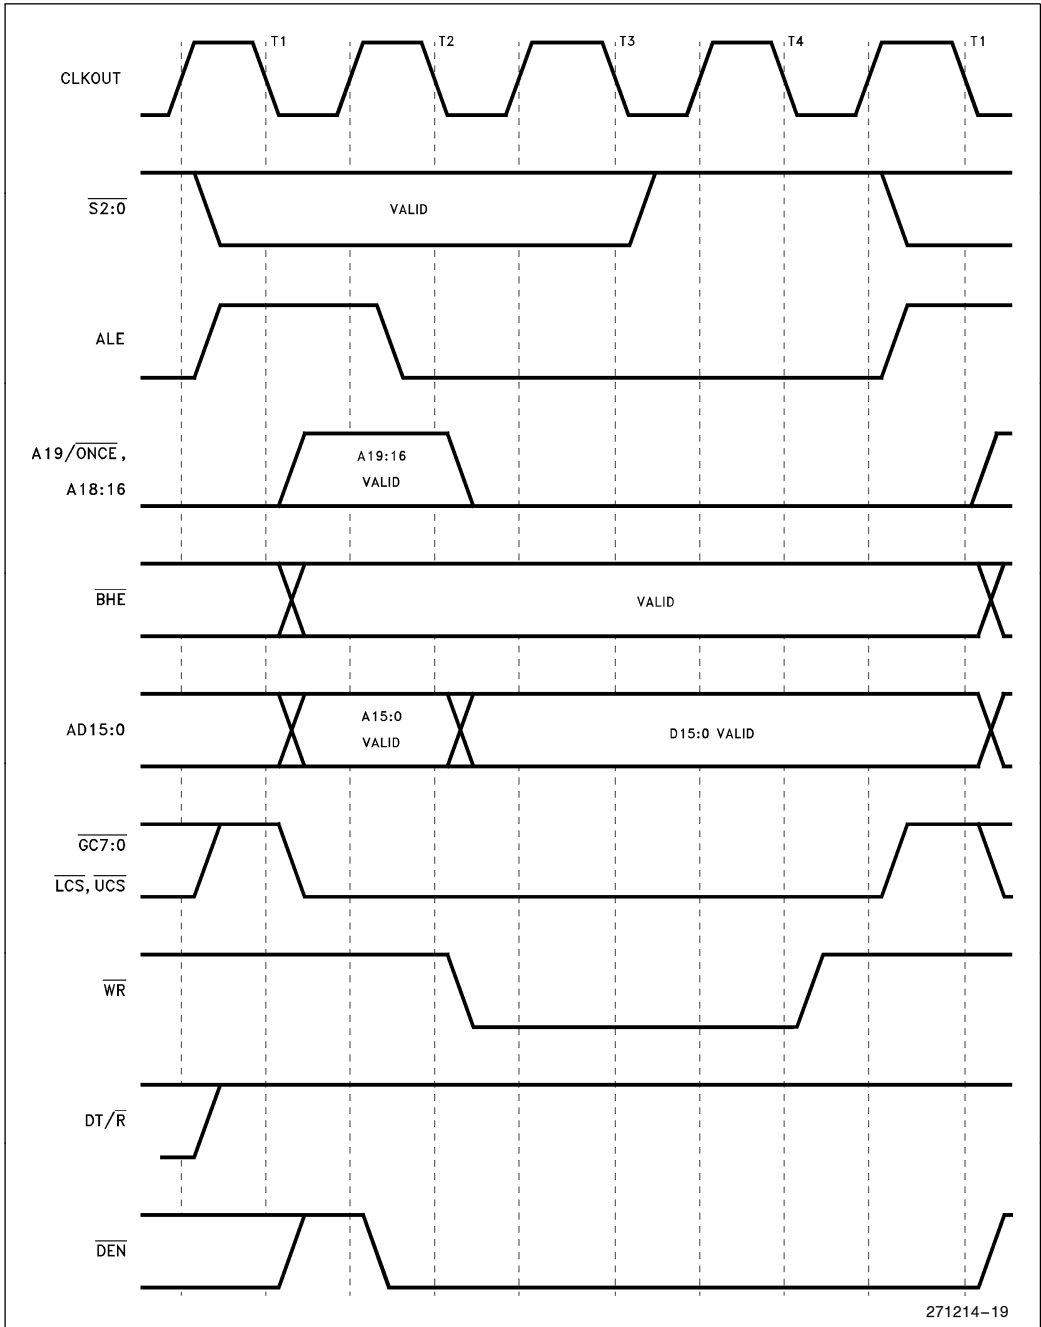 T1 T2 T3 T4 T1
CLKOUT
S2:0
VALID
ALE
A19/ONCE,
A18:16
A19:16
VALID
BHE
VALID
AD15:0
A15:0
VALID
D15:0 VALID
GC7:0
LCS, UCS
WR
DT/R
DEN
271214-19